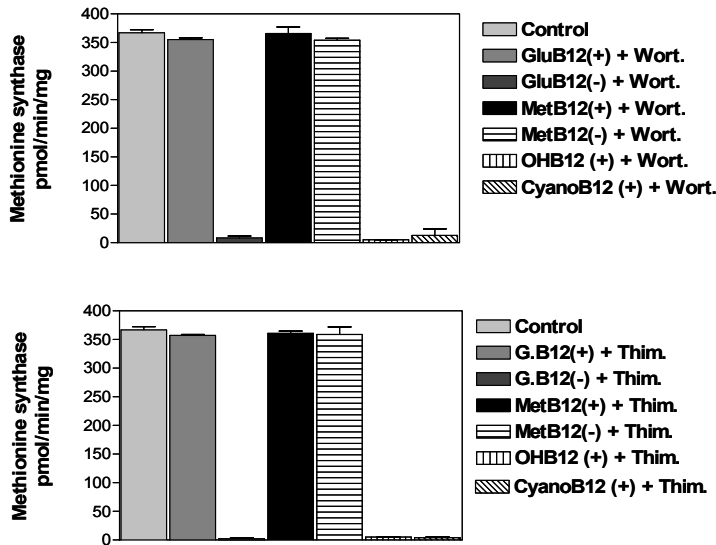 Methionine synthase
pmol/min/mg
400
350
300
250
200
150
100
50
0
Control
GluB12(+) + Wort.
GluB12(-) + Wort.
MetB12(+) + Wort.
MetB12(-) + Wort.
OHB12 (+) + Wort.
CyanoB12 (+) + Wort.
Methionine synthase
pmol/min/mg
400
350
300
250
200
150
100
50
0
Control
G.B12(+) + Thim.
G.B12(-) + Thim.
MetB12(+) + Thim.
MetB12(-) + Thim.
OHB12 (+) + Thim.
CyanoB12 (+) + Thim.